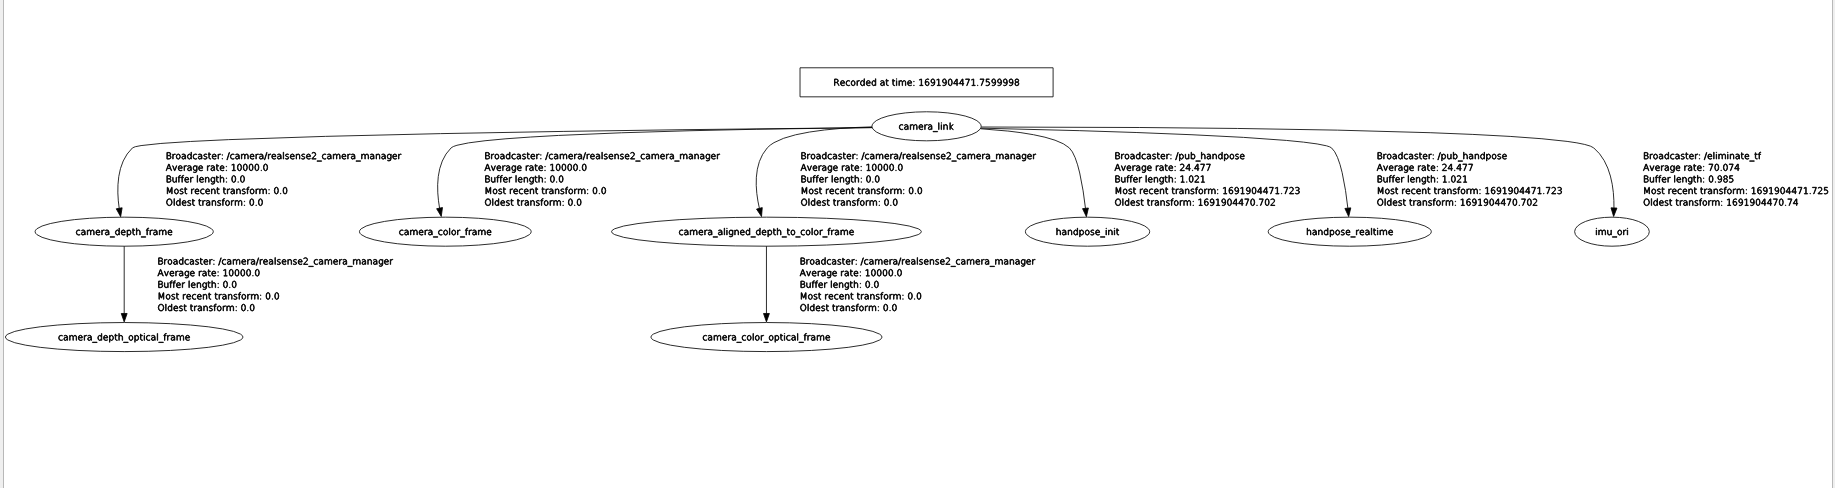 Recorded at time: 1691904471.7599998
camera_link
Broadcaster: /camera/realsense2_camera_manager
Average rate: 10000.0
Buffer length: 0.0
Most recent transform: 0.0
Oldest transform: 0.0
Broadcaster: /camera/realsense2_camera_manager
Average rate: 10000.0
Buffer length: 0.0
Most recent transform: 0.0
Oldest transform: 0.0
Broadcaster: /camera/realsense2_camera_manager
Average rate: 10000.0
Buffer length: 0.0
Most recent transform: 0.0
Oldest transform: 0.0
Broadcaster: /pub_handpose
Average rate: 24.477
Buffer length: 1.021
Most recent transform: 1691904471.723
Oldest transform: 1691904470.702
Broadcaster: /pub_handpose
Average rate: 24.477
Buffer length: 1.021
Most recent transform: 1691904471.723
Oldest transform: 1691904470.702
Broadcaster: /eliminate_tf
Average rate: 70.074
Buffer length: 0.985
Most recent transform: 1691904471.725
Oldest transform: 1691904470.74
camera_depth_frame
camera_color_frame
camera_aligned_depth_to_color_frame
handpose_init
handpose_realtime
imu_ori
Broadcaster: /camera/realsense2_camera_manager
Average rate: 10000.0
Buffer length: 0.0
Most recent transform: 0.0
Oldest transform: 0.0
Broadcaster: /camera/realsense2_camera_manager
Average rate: 10000.0
Buffer length: 0.0
Most recent transform: 0.0
Oldest transform: 0.0
camera_depth_optical_frame
camera_color_optical_frame